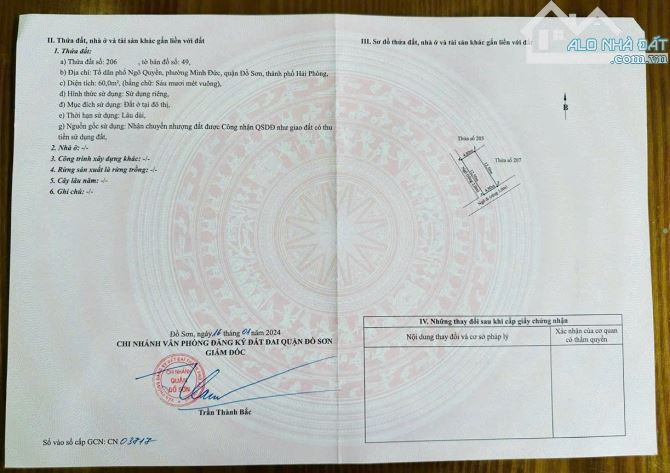 ALO NHÀ ĐẤT
II. Thửa đất, nhà ở và tài sản khác gắn liền với đất
1. Thửa đất:
a) Thửa đất số: 206 , tờ bản đồ số: 49,
b) Địa chỉ: Tổ dân phố Ngô Quyền, phường Minh Đức, quận Đồ Sơn, thành phố Hải Phòng,
c) Diện tích: 60,0m², (bằng chữ: Sáu mươi mét vuông),
d) Hình thức sử dụng: Sử dụng riêng,
đ) Mục đích sử dụng: Đất ở tại đô thị,
e) Thời hạn sử dụng: Lâu dài,
g) Nguồn gốc sử dụng: Nhận chuyển nhượng đất được Công nhận QSDĐ như giao đất có thu
tiền sử dụng đất,
2. Nhà ở: -/-
3. Công trình xây dựng khác: -/-
4. Rừng sản xuất là rừng trồng: -/-
5. Cây lâu năm: -/-
6. Ghi chú: -/-
Đồ Sơn, ngày 16 tháng 01 năm 2024
CHI NHÁNH VĂN PHÒNG ĐĂNG KÝ ĐẤT ĐAI QUẬN ĐỒ SƠN
GIÁM ĐỐC
CHI NHÁNH
QUẬN
ĐỒ SƠN
Trần Thành Bắc
Số vào sổ cấp GCN: CN 03717
III. Sơ đồ thửa đất, nhà ở và tài sản khác gắn liền với đất
B
Thửa số 205
Thửa số 207
IV. Những thay đổi sau khi cấp giấy chứng nhận
Nội dung thay đổi và cơ sở pháp lý
Xác nhận của cơ quan
có thẩm quyền